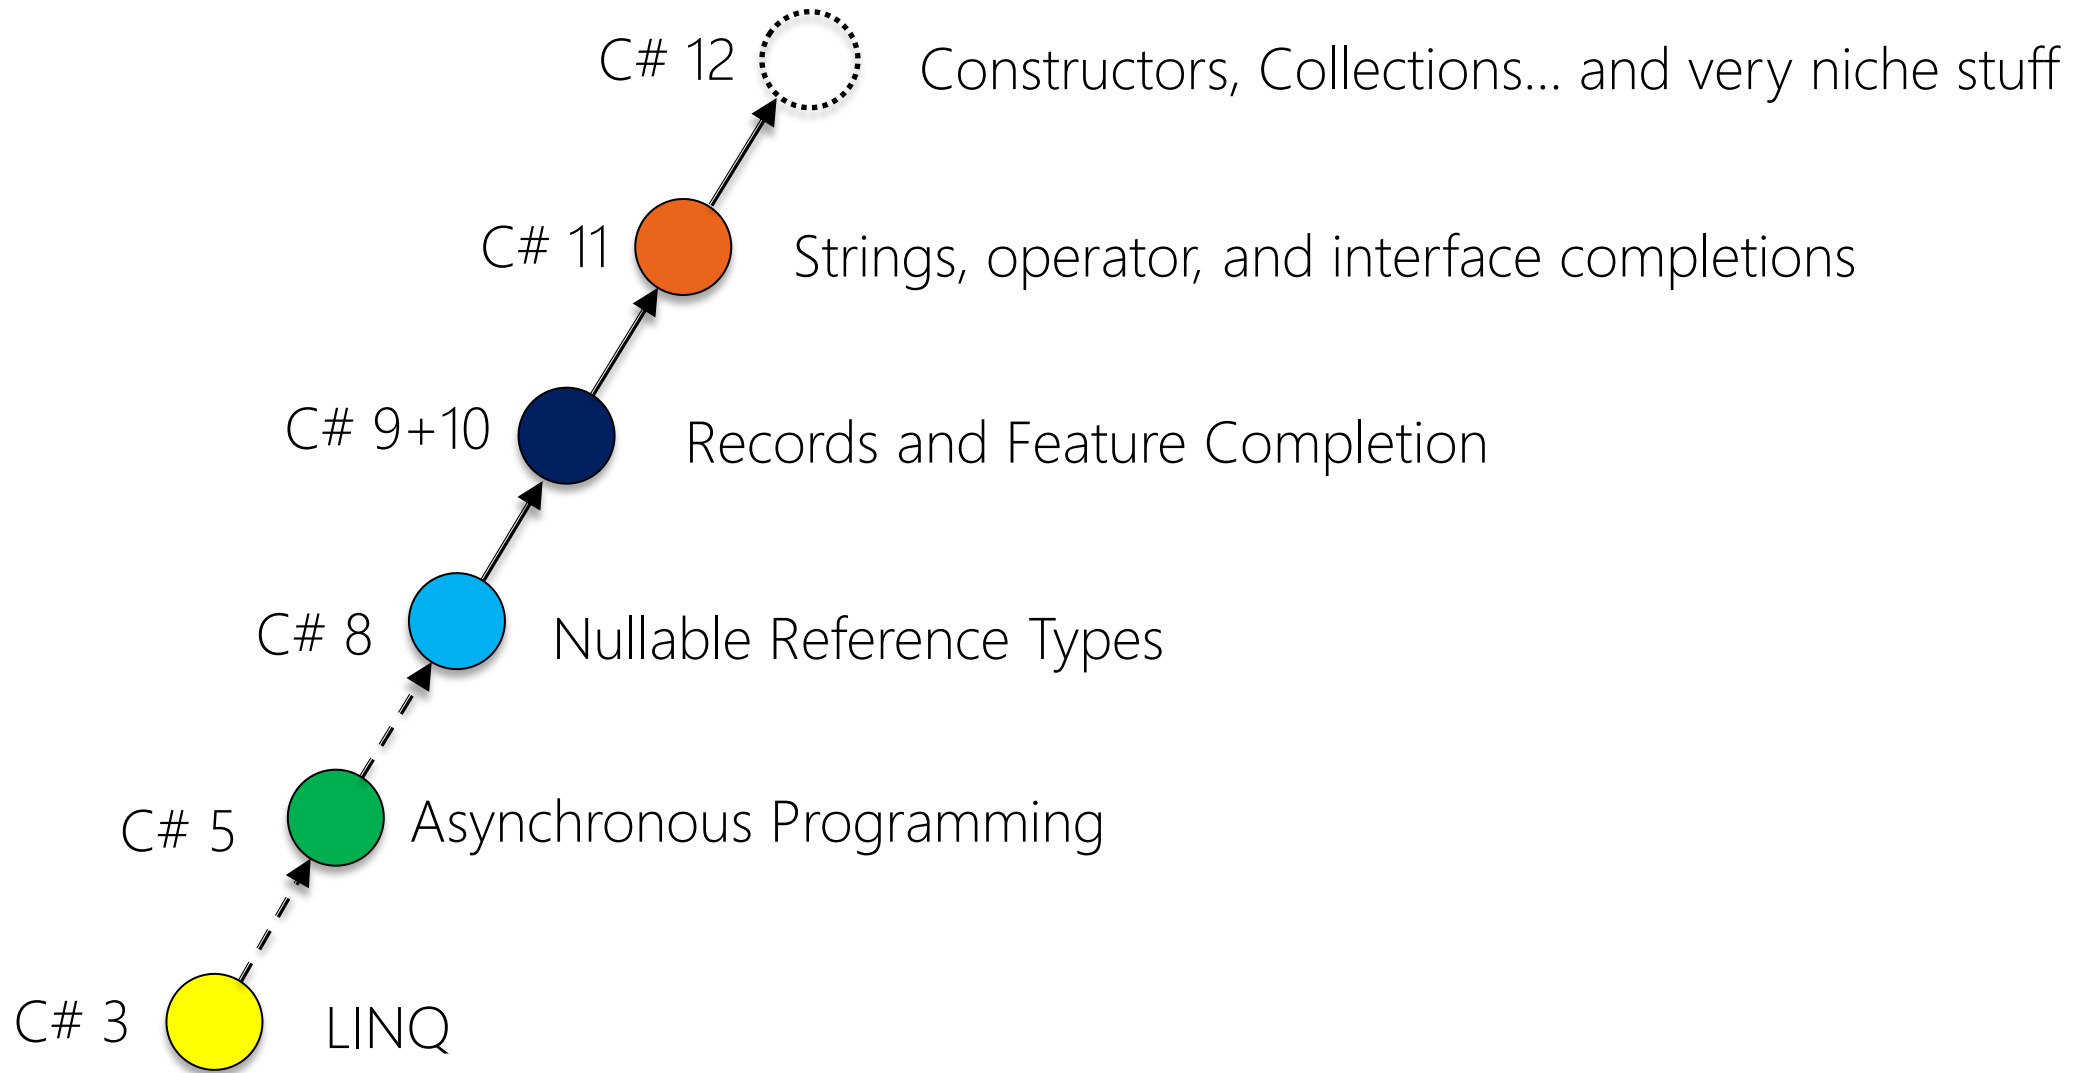 C# 12
Constructors, Collections... and very niche stuff
C# 11
Strings, operator, and interface completions
C# 9+10
Records and Feature Completion
C# 8
Nullable Reference Types
C# 5
Asynchronous Programming
C# 3
LINQ